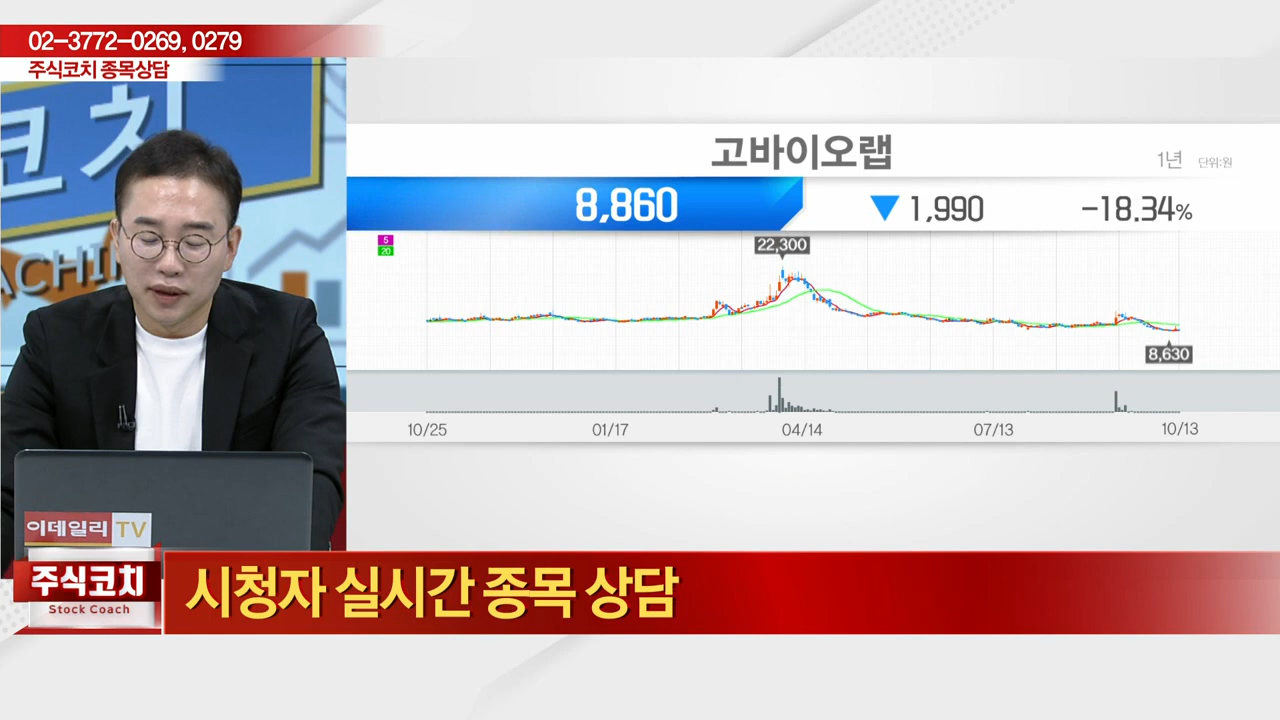 02-3772-0269, 0279
주식코치 종목상담
코치
ACHI
고바이오랩
1년 단위:원
8,860 ▼1,990 -18.34%
5
20
22,300
8,630
10/25 01/17 04/14 07/13 10/13
이데일리 TV
주식코치
Stock Coach
시청자 실시간 종목 상담